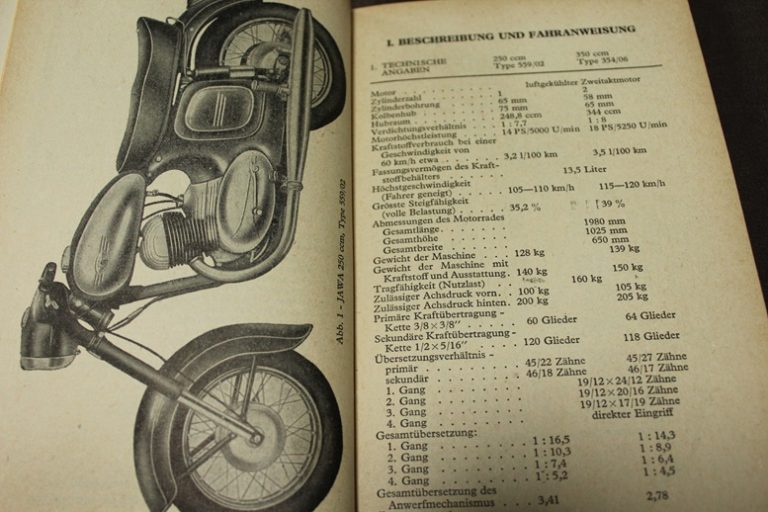 Abb. 1 - JAWA 250 ccm, Type 559/02
I. BESCHREIBUNG UND FAHRANWEISUNG
1. TECHNISCHE ANGABEN 250 ccm Type 559/02 350 ccm Type 354/06
Motor . . . . . . . . . . . luftgekühlter Zweitaktmotor
Zylinderzahl . . . . . . . 1 2
Zylinderbohrung . . . . . . 65 mm 58 mm
Kolbenhub . . . . . . . . 75 mm 65 mm
Hubraum . . . . . . . . . 248,8 ccm 344 ccm
Verdichtungsverhältnis . . . 1 : 7,7 1 : 8
Motorhöchstleistung . . . . 14 PS/5000 U/min 18 PS/5250 U/min
Kraftstoffverbrauch bei einer
Geschwindigkeit von
60 km/h etwa . . . . . . 3,2 l/100 km 3,5 l/100 km
Fassungsvermögen des Kraft-
stoffbehälters . . . . . . 13,5 Liter
Höchstgeschwindigkeit
(Fahrer geneigt) . . . . . 105—110 km/h 115—120 km/h
Grösste Steigfähigkeit
(volle Belastung) . . . . . 35,2 % 39 %
Abmessungen des Motorrades
Gesamtlänge . . . . . . . 1980 mm
Gesamthöhe . . . . . . . 1025 mm
Gesamtbreite . . . . . . . 650 mm
Gewicht der Maschine . . . 128 kg 139 kg
Gewicht der Maschine mit
Kraftstoff und Ausstattung . 140 kg 150 kg
Tragfähigkeit (Nutzlast) . . 160 kg
Zulässiger Achsdruck vorn . . 100 kg 105 kg
Zulässiger Achsdruck hinten . 200 kg 205 kg
Primäre Kraftübertragung -
Kette 3/8 × 3/8″ . . . . . 60 Glieder 64 Glieder
Sekundäre Kraftübertragung -
Kette 1/2 × 5/16″ . . . . . 120 Glieder 118 Glieder
Übersetzungsverhältnis -
primär . . . . . . . . . 45/22 Zähne 45/27 Zähne
sekundär . . . . . . . . 46/18 Zähne 46/17 Zähne
1. Gang . . . . . . . . . 19/12 × 24/12 Zähne
2. Gang . . . . . . . . . 19/12 × 20/16 Zähne
3. Gang . . . . . . . . . 19/12 × 17/19 Zähne
4. Gang . . . . . . . . . direkter Eingriff
Gesamtübersetzung:
1. Gang . . . . . . . . . 1 : 16,5 1 : 14,3
2. Gang . . . . . . . . . 1 : 10,3 1 : 8,9
3. Gang . . . . . . . . . 1 : 7,4 1 : 6,4
4. Gang . . . . . . . . . 1 : 5,2 1 : 4,5
Gesamtübersetzung des
Anwerfmechanismus . . . . 3,41 2,78